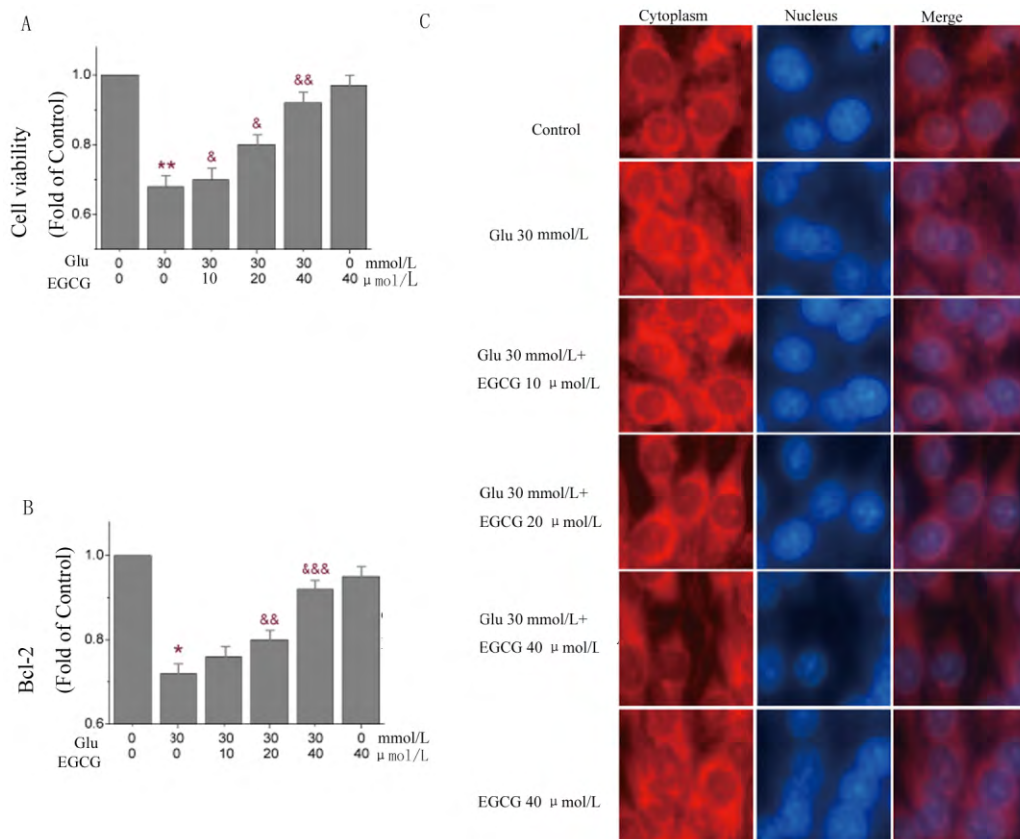 A
Cell viability
(Fold of Control)
1.0
0.8
0.6
**
&
&
&&
Glu 0 30 30 30 30 0 mmol/L
EGCG 0 0 10 20 40 40 μmol/L
B
Bcl-2
(Fold of Control)
1.0
0.8
0.6
*
&&
&&&
Glu 0 30 30 30 30 0 mmol/L
EGCG 0 0 10 20 40 40 μmol/L
C
Cytoplasm Nucleus Merge
Control
Glu 30 mmol/L
Glu 30 mmol/L+
EGCG 10 μmol/L
Glu 30 mmol/L+
EGCG 20 μmol/L
Glu 30 mmol/L+
EGCG 40 μmol/L
EGCG 40 μmol/L